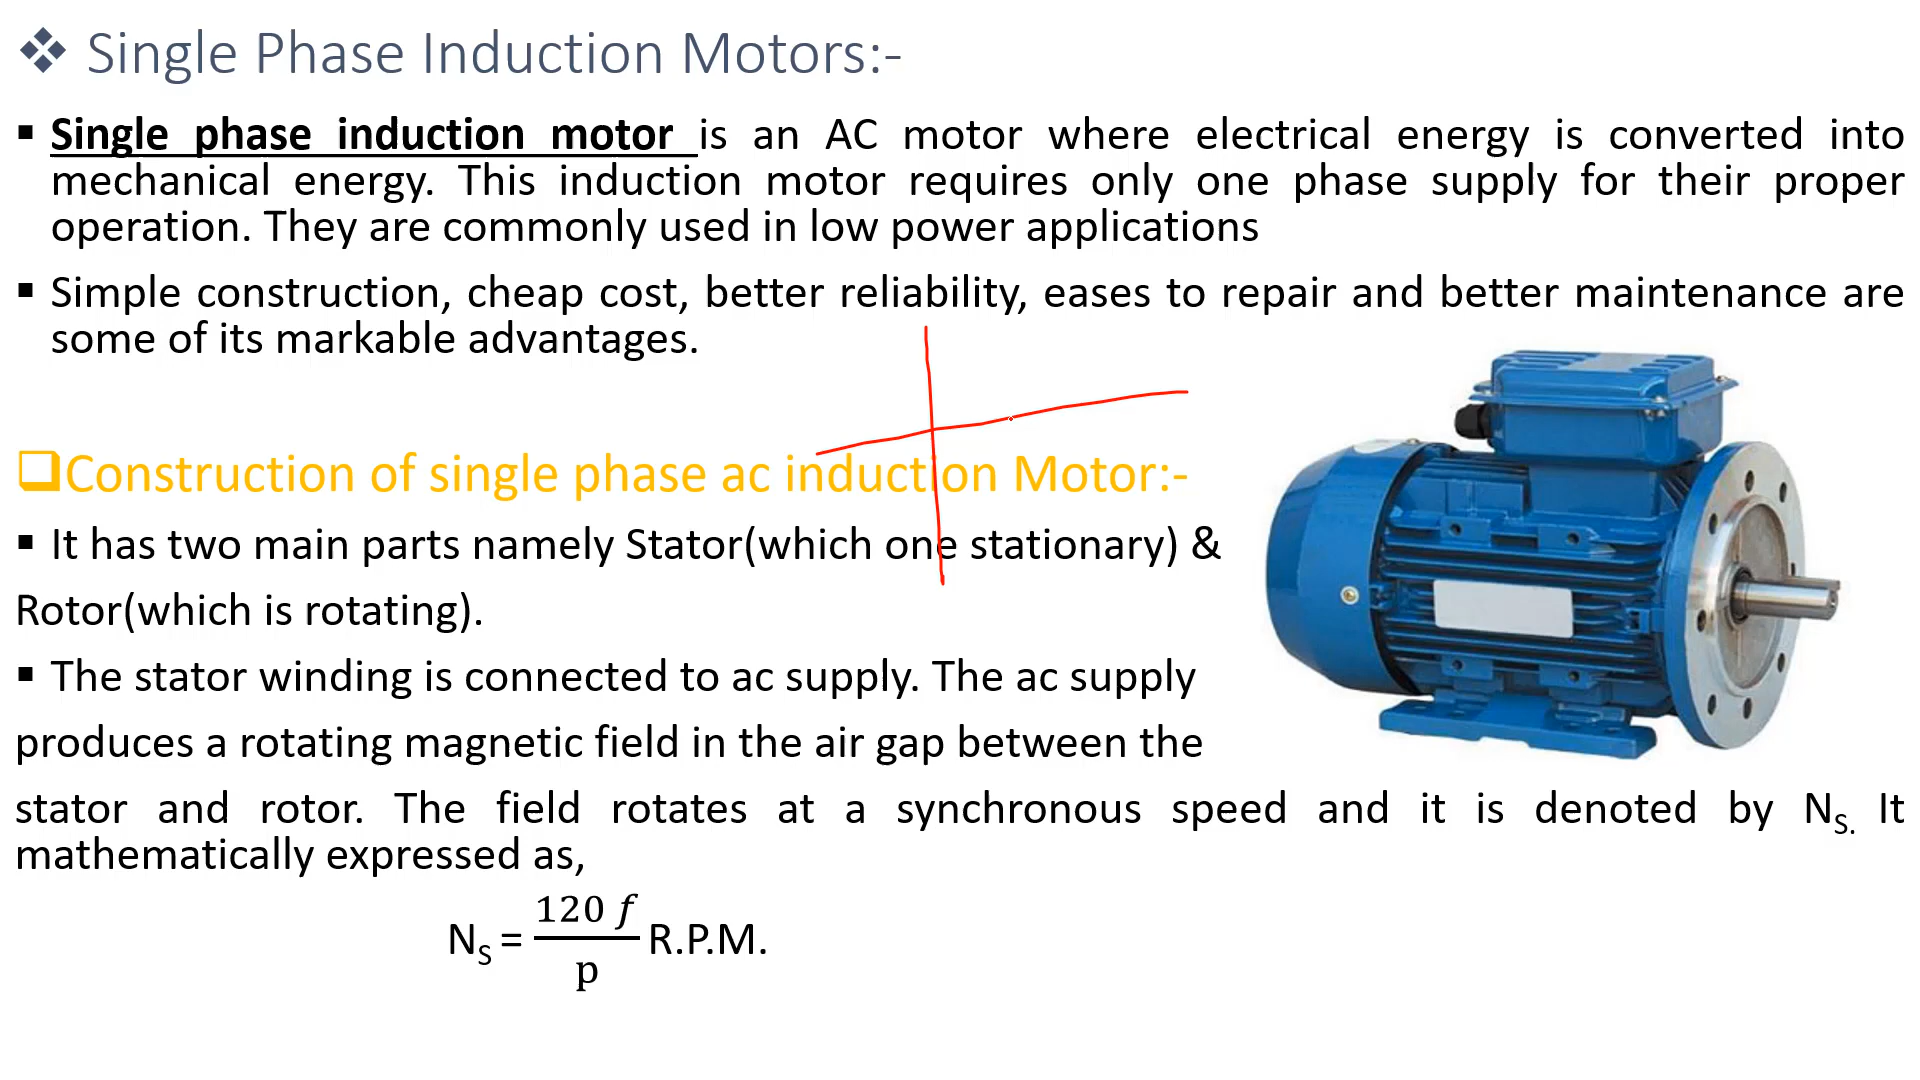 Single Phase Induction Motors:-
Single phase induction motor is an AC motor where electrical energy is converted into
mechanical energy. This induction motor requires only one phase supply for their proper
operation. They are commonly used in low power applications
Simple construction, cheap cost, better reliability, eases to repair and better maintenance are
some of its markable advantages.
Construction of single phase ac induction Motor:-
It has two main parts namely Stator(which one stationary) &
Rotor(which is rotating).
The stator winding is connected to ac supply. The ac supply
produces a rotating magnetic field in the air gap between the
stator and rotor. The field rotates at a synchronous speed and it is denoted by NS. It
mathematically expressed as,
NS = 120 f / p R.P.M.